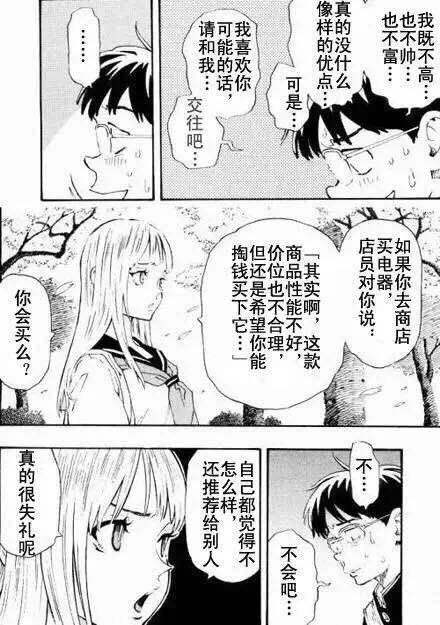 我既不高…
也不帅…
也不富…
真的没什么
像样的优点…
可是…
我喜欢你
可能的话,
请和我…
交往吧…
……
如果你去商店
买电器,
店员对你说…
「其实啊,这款
商品性能不好,
价位也不合理,
但还是希望你能
掏钱买下它…」
你会买么?
不…
不会吧…
自己都觉得不
怎么样,
还推荐给别人
真的很失礼呢